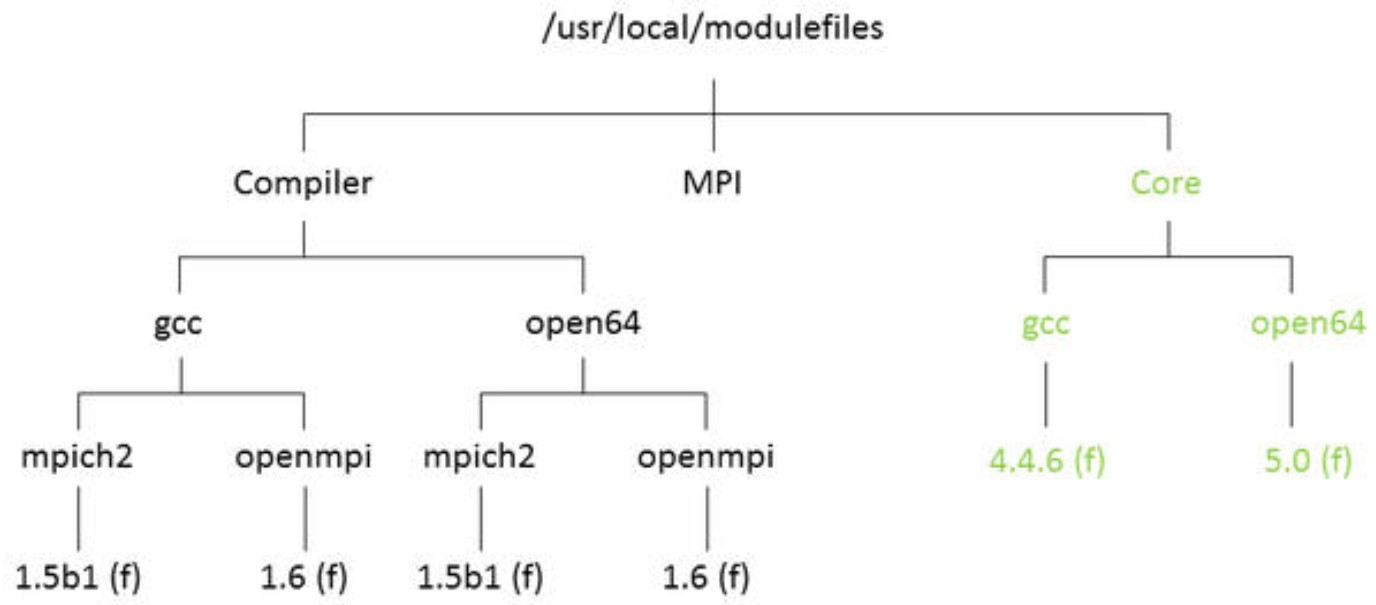 /usr/local/modulefiles
Compiler MPI Core
gcc open64 gcc open64
mpich2 openmpi mpich2 openmpi 4.4.6 (f) 5.0 (f)
1.5b1 (f) 1.6 (f) 1.5b1 (f) 1.6 (f)